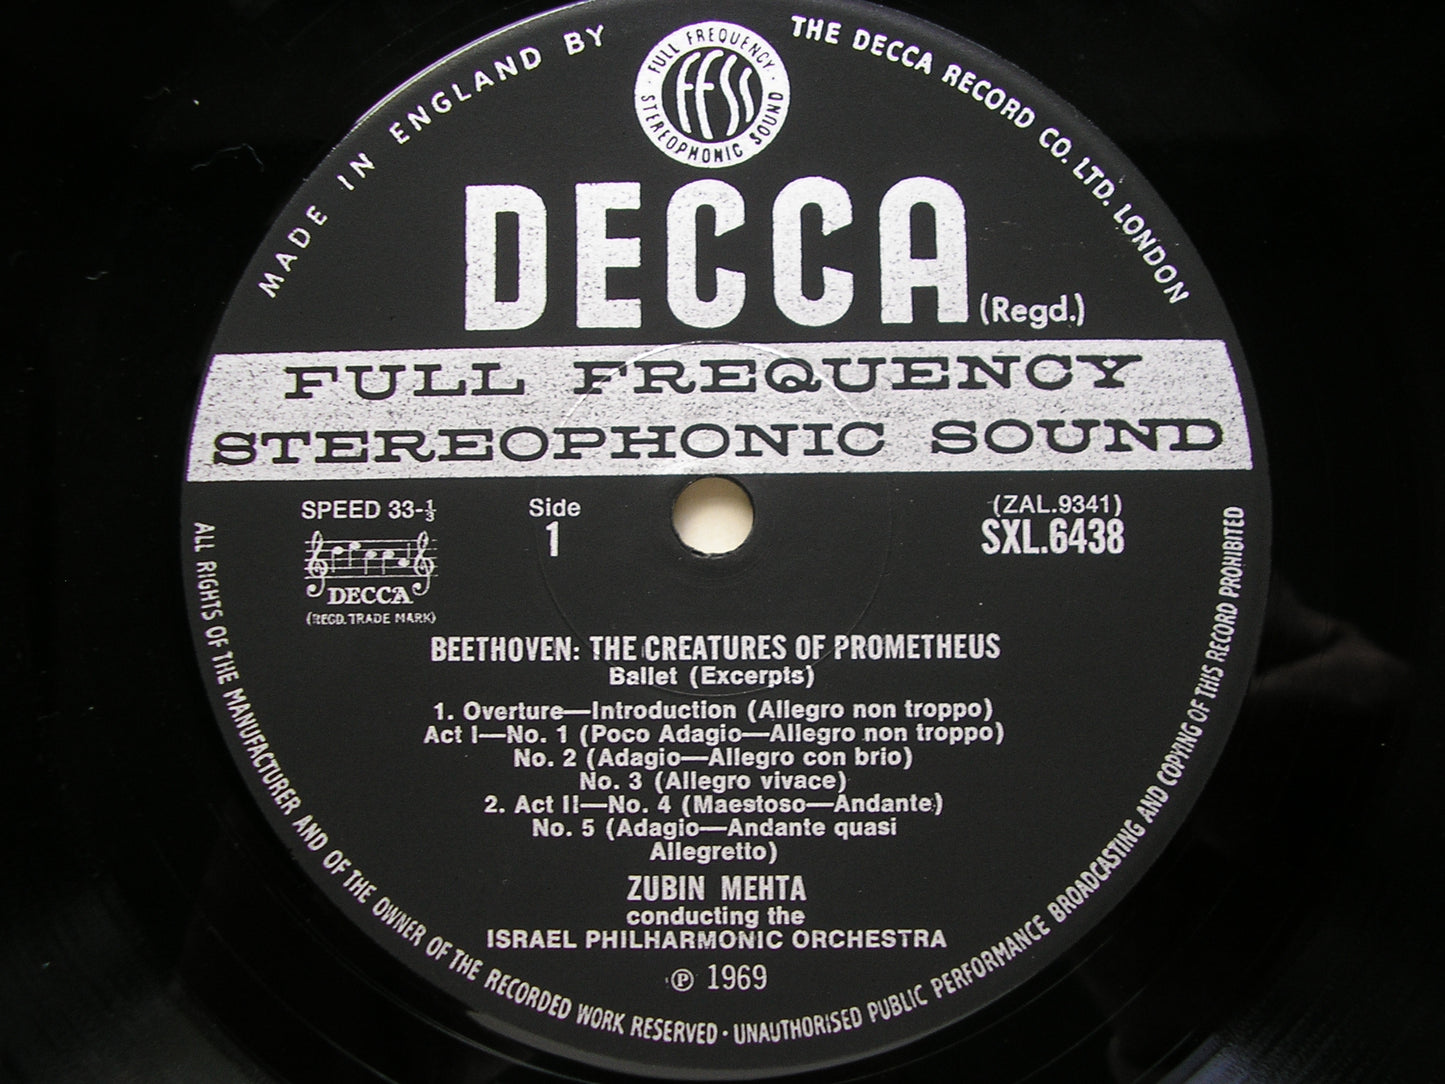 MADE IN ENGLAND BY
THE DECCA RECORD CO. LTD. LONDON
FULL FREQUENCY
ffss
STEREOPHONIC SOUND
DECCA
(Regd.)
FULL FREQUENCY
STEREOPHONIC SOUND
SPEED 33-⅓
Side
1
(ZAL.9341)
SXL.6438
DECCA
(REGD. TRADE MARK)
BEETHOVEN: THE CREATURES OF PROMETHEUS
Ballet (Excerpts)
1. Overture—Introduction (Allegro non troppo)
Act I—No. 1 (Poco Adagio—Allegro non troppo)
No. 2 (Adagio—Allegro con brio)
No. 3 (Allegro vivace)
2. Act II—No. 4 (Maestoso—Andante)
No. 5 (Adagio—Andante quasi
Allegretto)
ZUBIN MEHTA
conducting the
ISRAEL PHILHARMONIC ORCHESTRA
℗ 1969
ALL RIGHTS OF THE MANUFACTURER AND OF THE OWNER OF THE RECORDED WORK RESERVED · UNAUTHORISED PUBLIC PERFORMANCE BROADCASTING AND COPYING OF THIS RECORD PROHIBITED